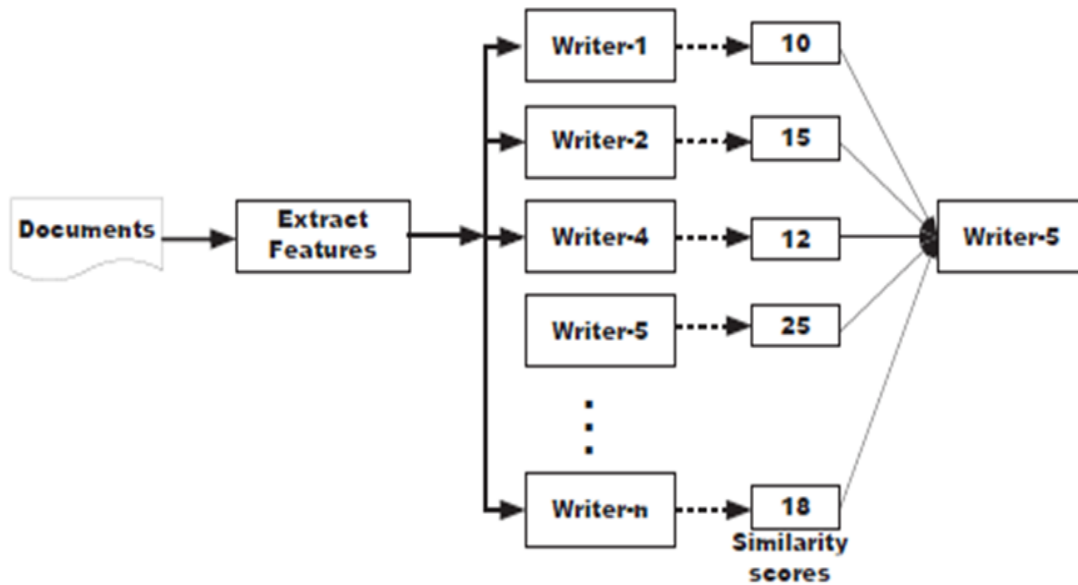 Writer-1
10
Writer-2
15
Documents
Extract
Features
Writer-4
12
Writer-5
Writer-5
25
Writer-n
18
Similarity
scores